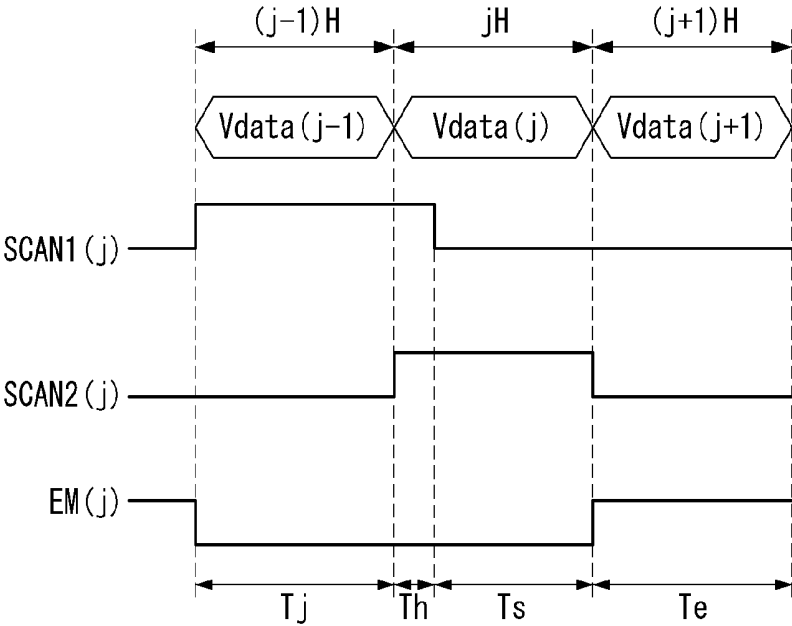 (j-1)H jH (j+1)H
Vdata(j-1) Vdata(j) Vdata(j+1)
SCAN1(j)
SCAN2(j)
EM(j)
Tj Th Ts Te